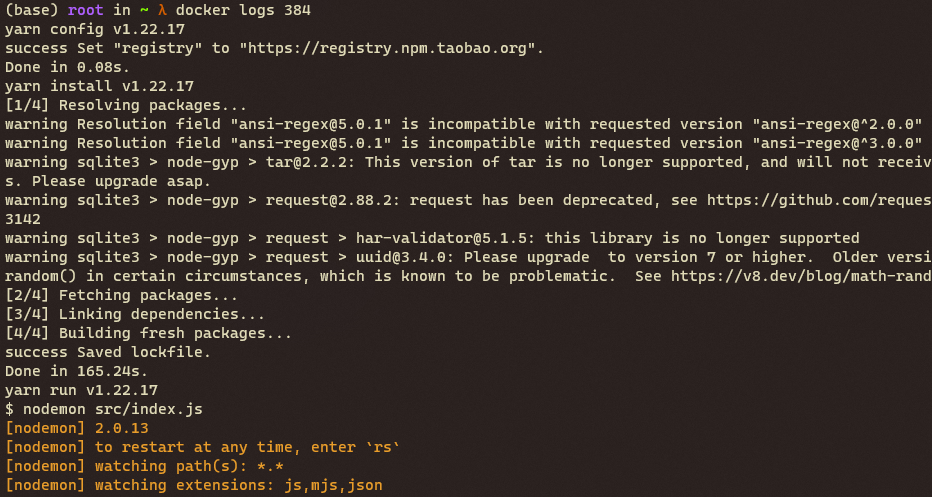 (base) root in ~ λ docker logs 384
yarn config v1.22.17
success Set "registry" to "https://registry.npm.taobao.org".
Done in 0.08s.
yarn install v1.22.17
[1/4] Resolving packages...
warning Resolution field "ansi-regex@5.0.1" is incompatible with requested version "ansi-regex@^2.0.0"
warning Resolution field "ansi-regex@5.0.1" is incompatible with requested version "ansi-regex@^3.0.0"
warning sqlite3 > node-gyp > tar@2.2.2: This version of tar is no longer supported, and will not receiv
s. Please upgrade asap.
warning sqlite3 > node-gyp > request@2.88.2: request has been deprecated, see https://github.com/reques
3142
warning sqlite3 > node-gyp > request > har-validator@5.1.5: this library is no longer supported
warning sqlite3 > node-gyp > request > uuid@3.4.0: Please upgrade  to version 7 or higher.  Older versi
random() in certain circumstances, which is known to be problematic.  See https://v8.dev/blog/math-rand
[2/4] Fetching packages...
[3/4] Linking dependencies...
[4/4] Building fresh packages...
success Saved lockfile.
Done in 165.24s.
yarn run v1.22.17
$ nodemon src/index.js
[nodemon] 2.0.13
[nodemon] to restart at any time, enter `rs`
[nodemon] watching path(s): *.*
[nodemon] watching extensions: js,mjs,json